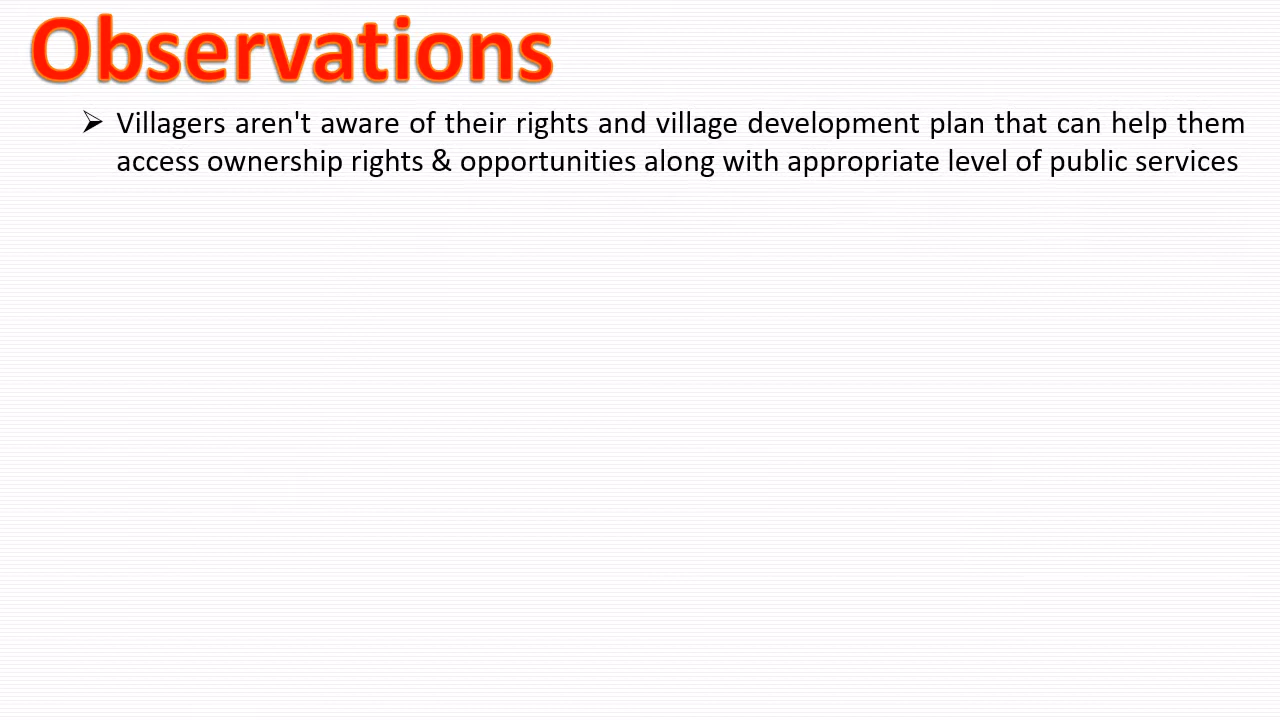 Observations
➢ Villagers aren't aware of their rights and village development plan that can help them
access ownership rights & opportunities along with appropriate level of public services